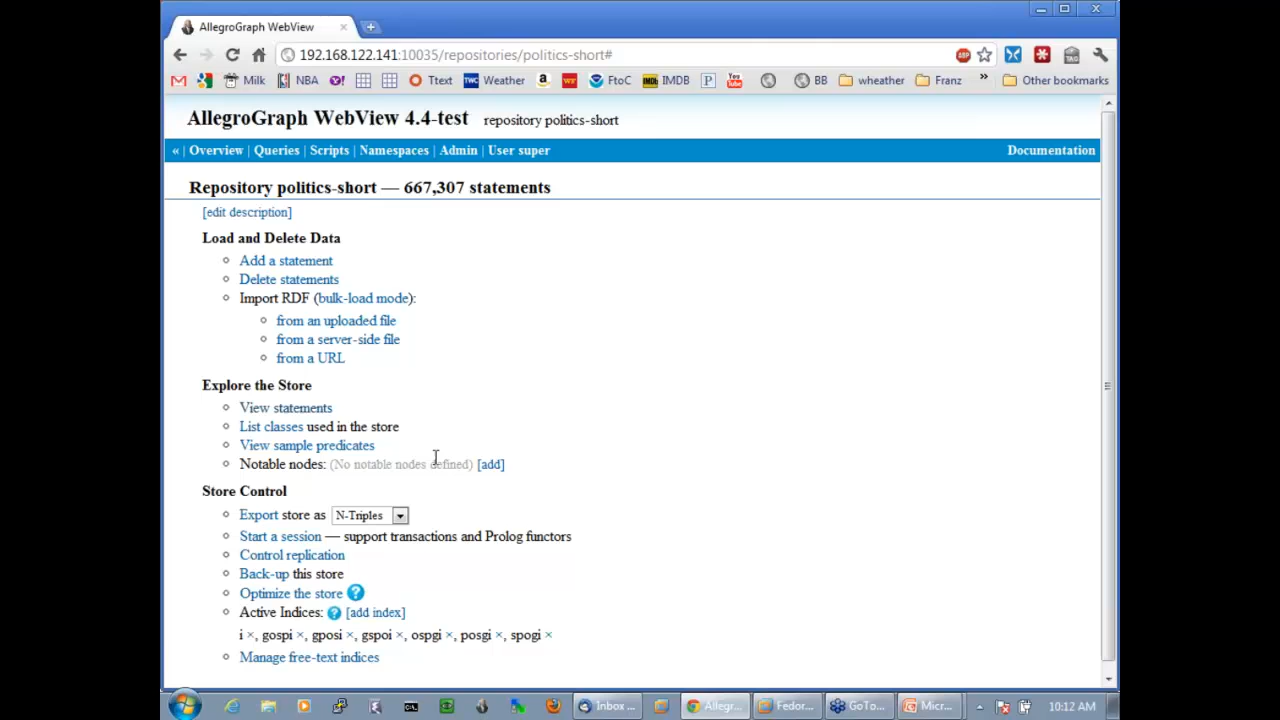 AllegroGraph WebView
192.168.122.141:10035/repositories/politics-short#
Milk NBA Ttext Weather FtoC IMDB BB wheather Franz » Other bookmarks
AllegroGraph WebView 4.4-test repository politics-short
« | Overview | Queries | Scripts | Namespaces | Admin | User super Documentation
Repository politics-short — 667,307 statements
[edit description]
Load and Delete Data
Add a statement
Delete statements
Import RDF (bulk-load mode):
from an uploaded file
from a server-side file
from a URL
Explore the Store
View statements
List classes used in the store
View sample predicates
Notable nodes: (No notable nodes defined) [add]
Store Control
Export store as N-Triples
Start a session — support transactions and Prolog functors
Control replication
Back-up this store
Optimize the store ?
Active Indices: ? [add index]
i ×, gospi ×, gposi ×, gspoi ×, ospgi ×, posgi ×, spogi ×
Manage free-text indices
Inbox ... Allegr... Fedor... GoTo... Micr... 10:12 AM